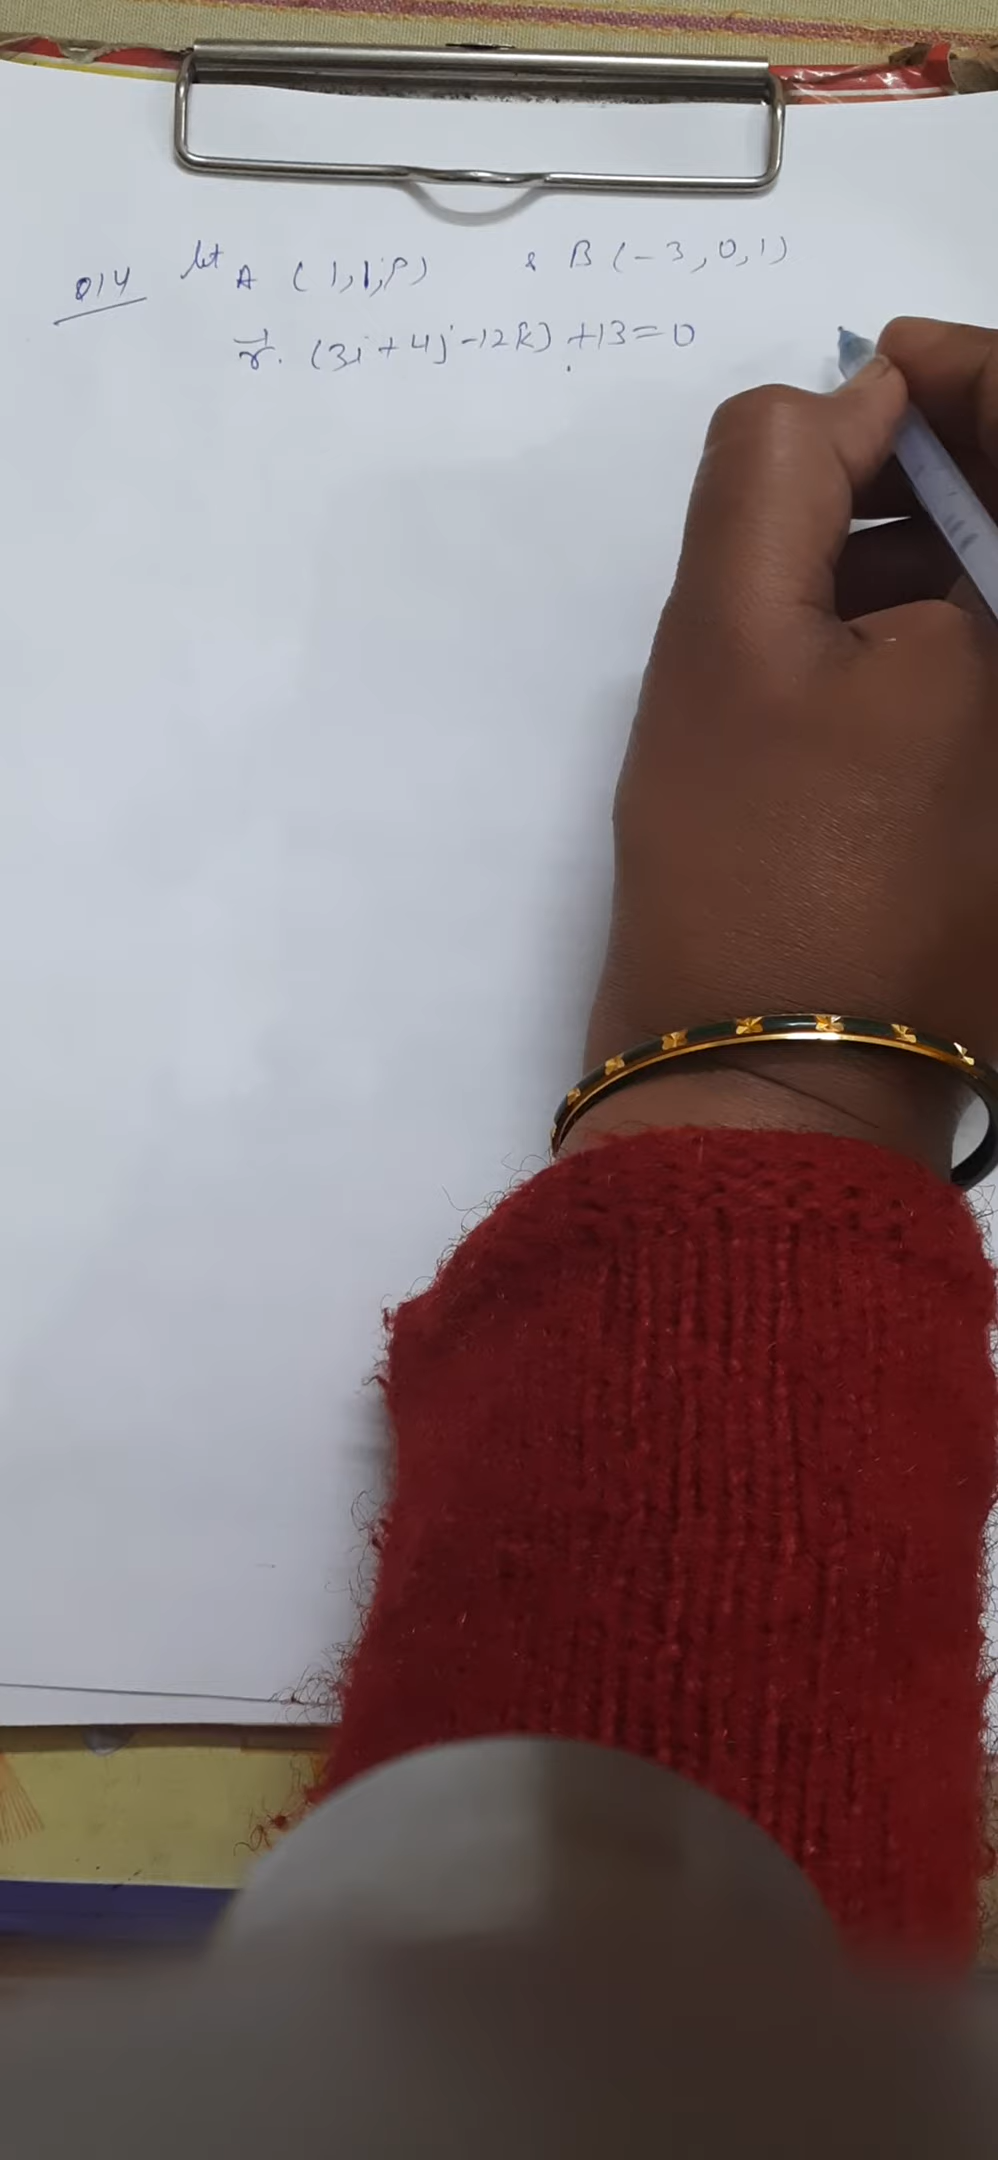 Q14 let A (1,1,p) & B (-3,0,1)
r⃗. (3i+4j-12k) +13=0